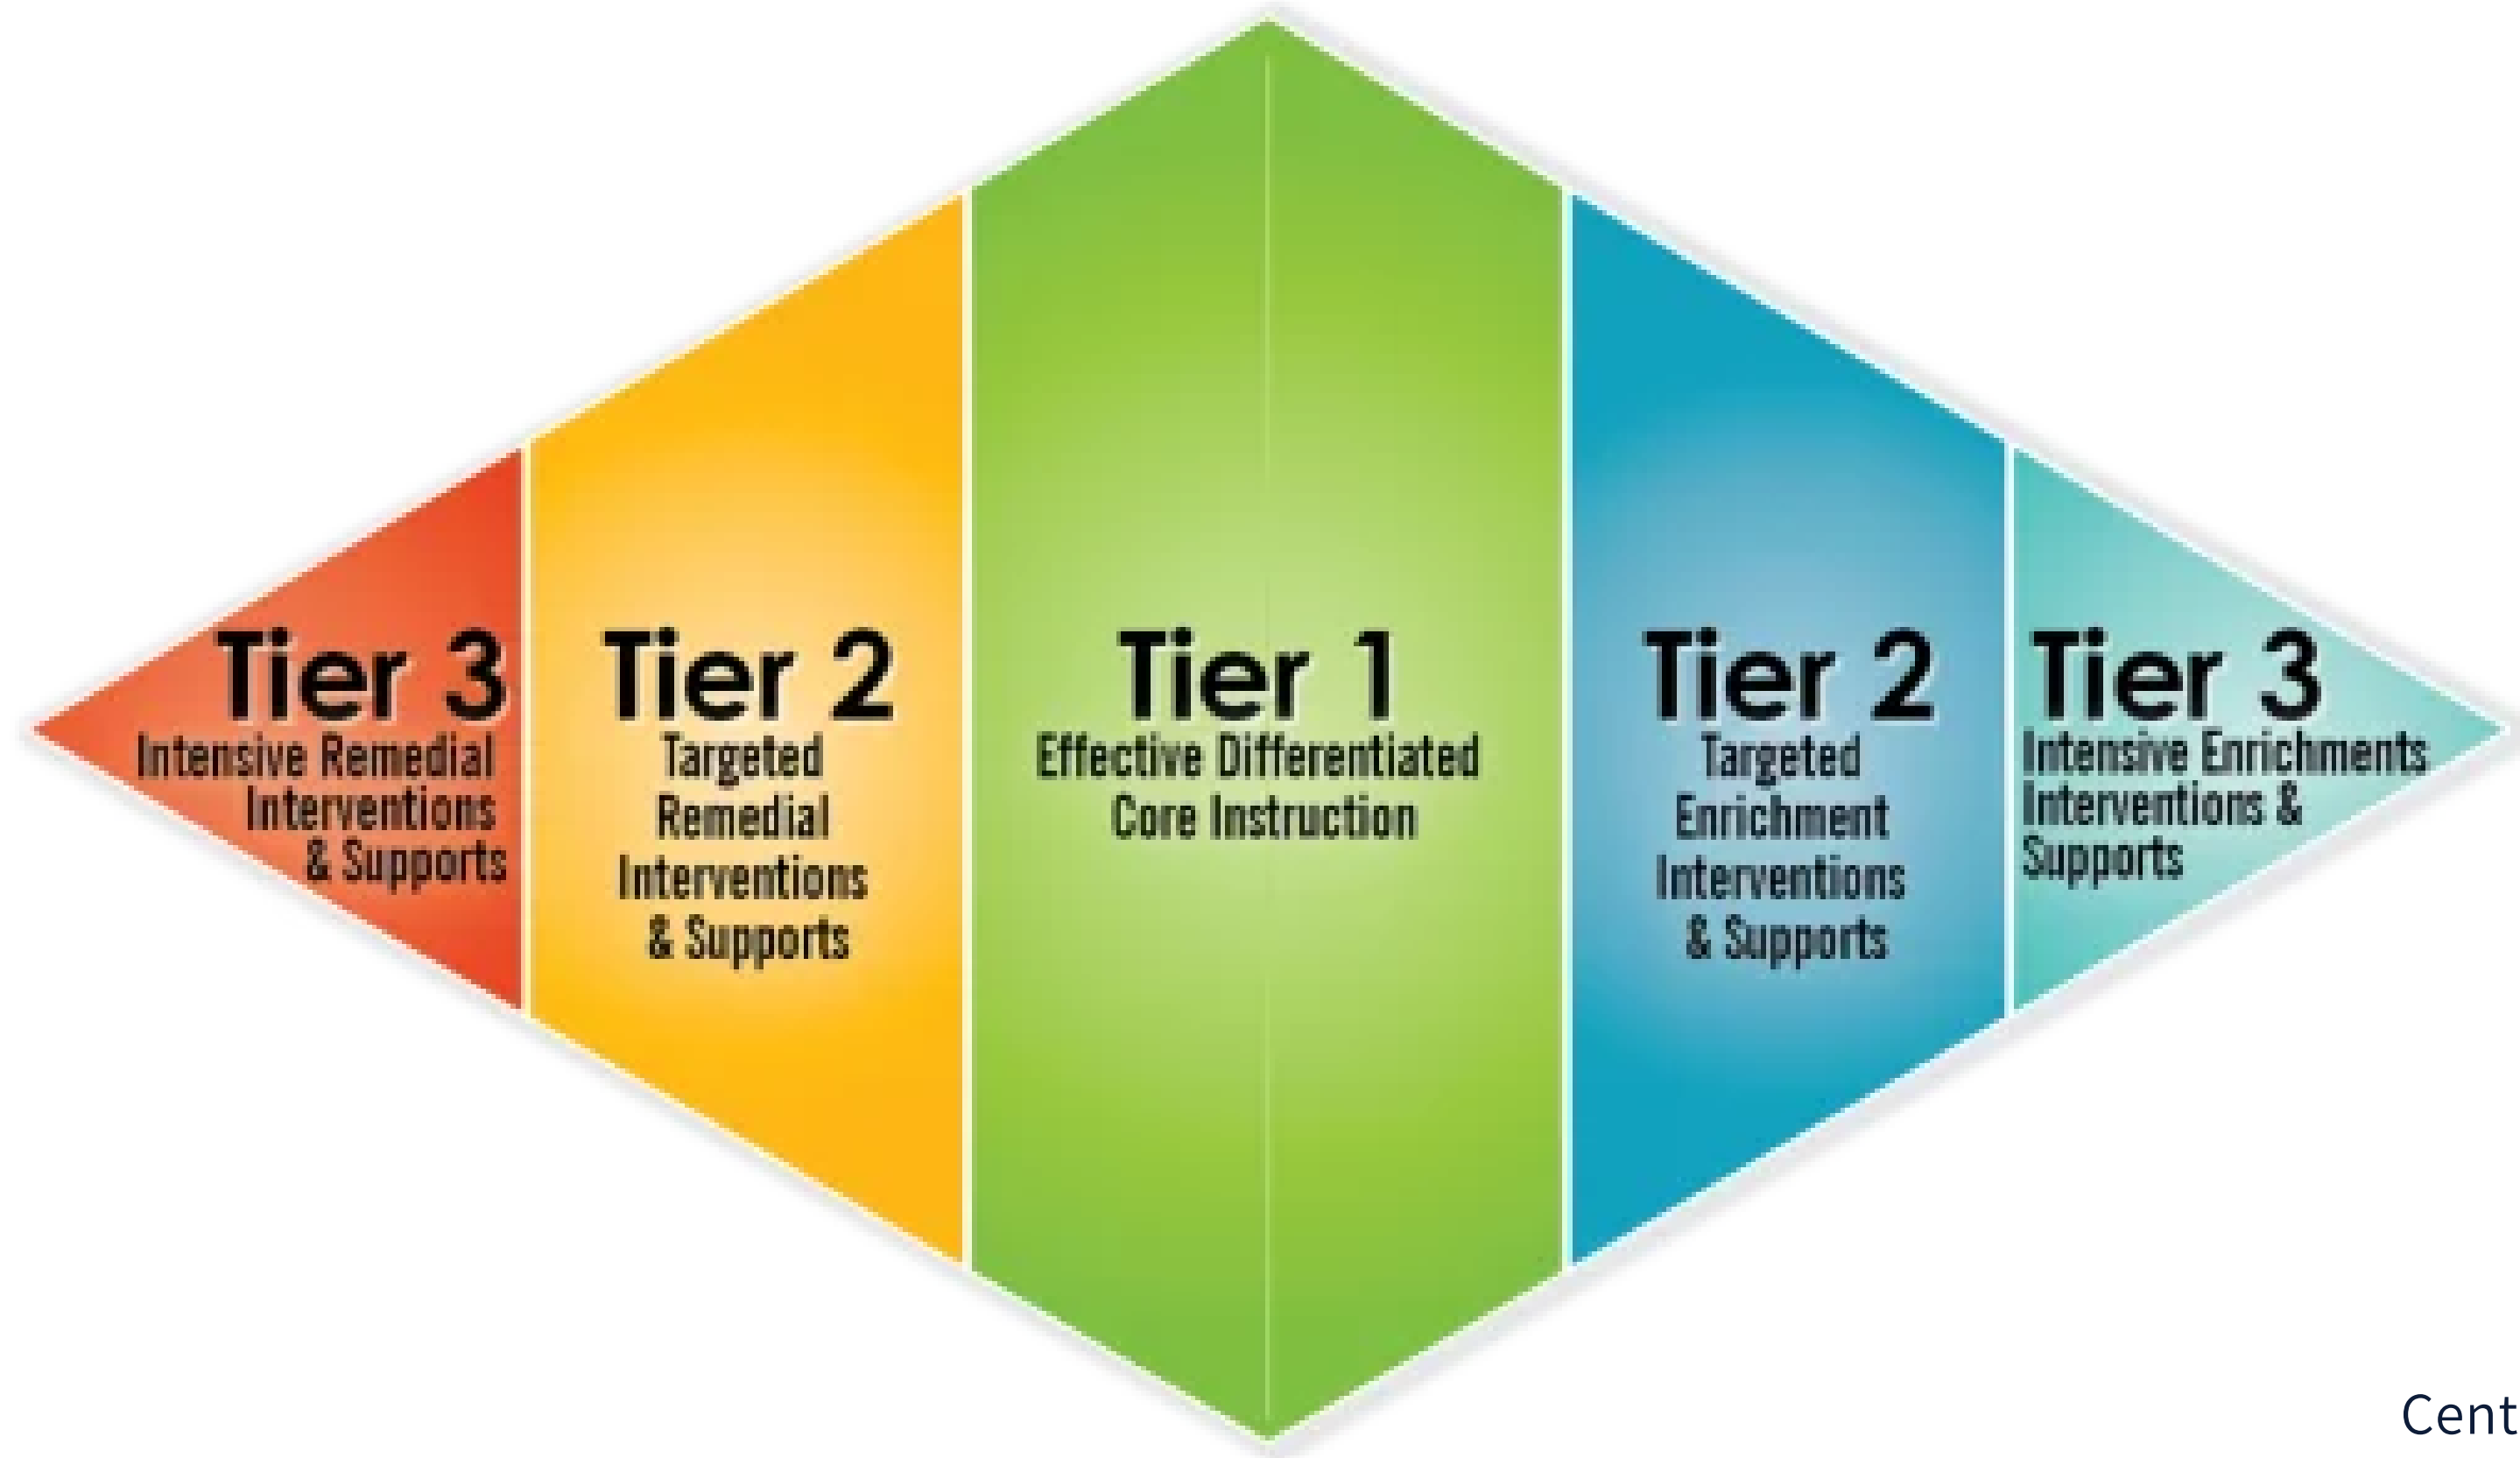 Tier 3
Intensive Remedial
Interventions
& Supports
Tier 2
Targeted
Remedial
Interventions
& Supports
Tier 1
Effective Differentiated
Core Instruction
Tier 2
Targeted
Enrichment
Interventions
& Supports
Tier 3
Intensive Enrichments
Interventions &
Supports
Cent